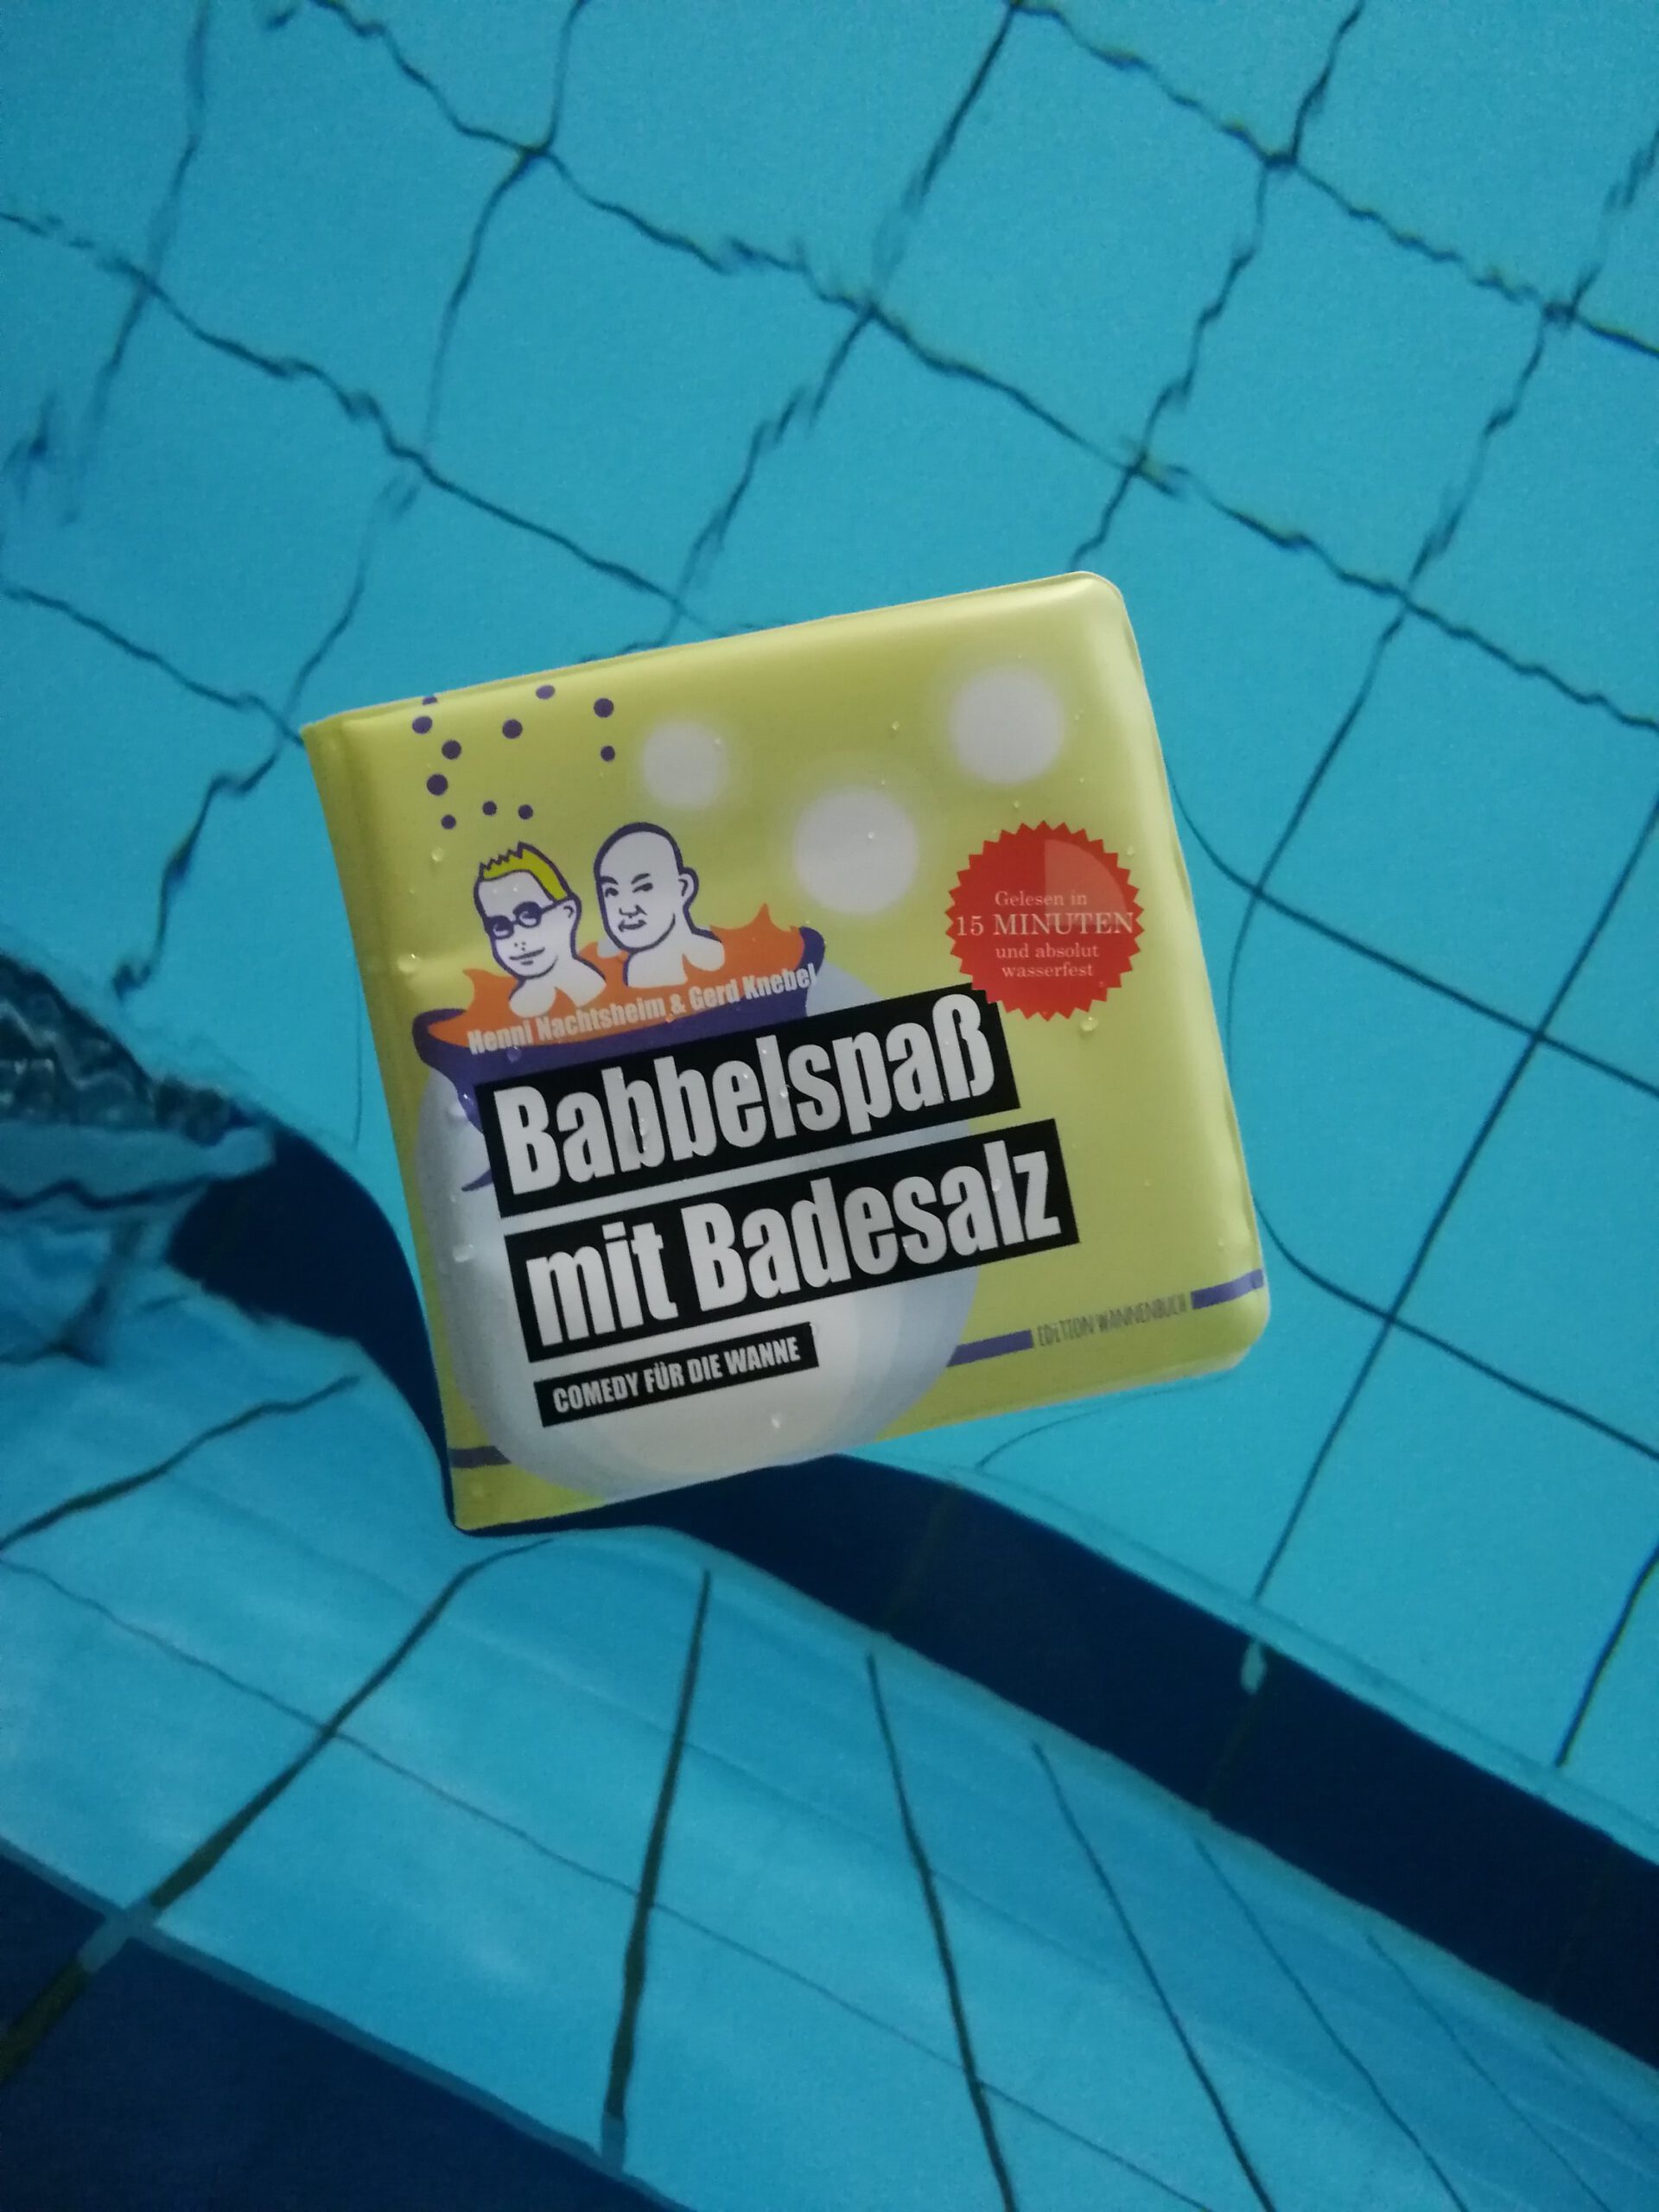 Gelesen in
15 MINUTEN
und absolut
wasserfest
Henni Nachtsheim & Gerd Knebel
Babbelspaß
mit Badesalz
COMEDY FÜR DIE WANNE
EDITION WANNENBUCH